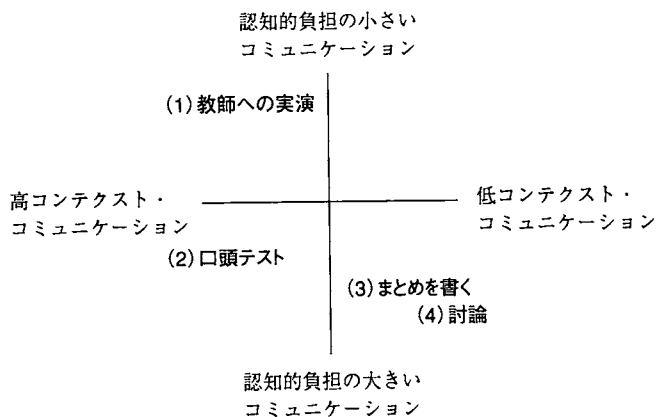 認知的負担の小さい
コミュニケーション
(1)教師への実演
高コンテクスト・
コミュニケーション
低コンテクスト・
コミュニケーション
(2)口頭テスト
(3)まとめを書く
(4)討論
認知的負担の大きい
コミュニケーション